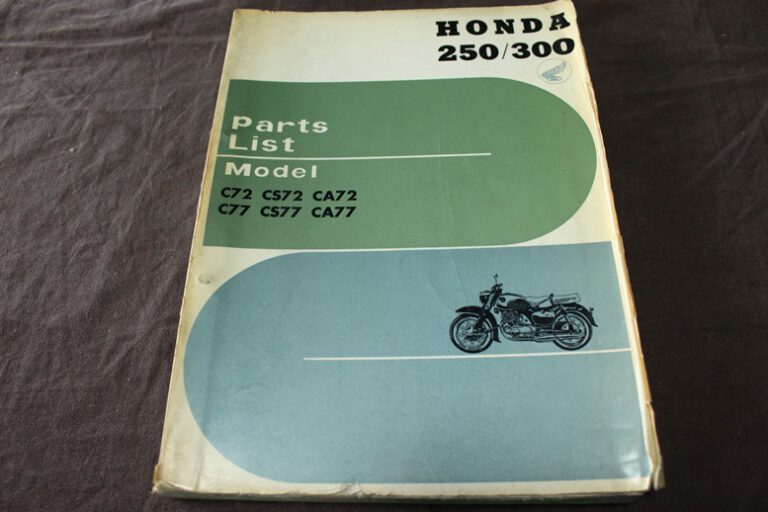 HONDA
250/300
Parts
List
Model
C72 CS72 CA72
C77 CS77 CA77